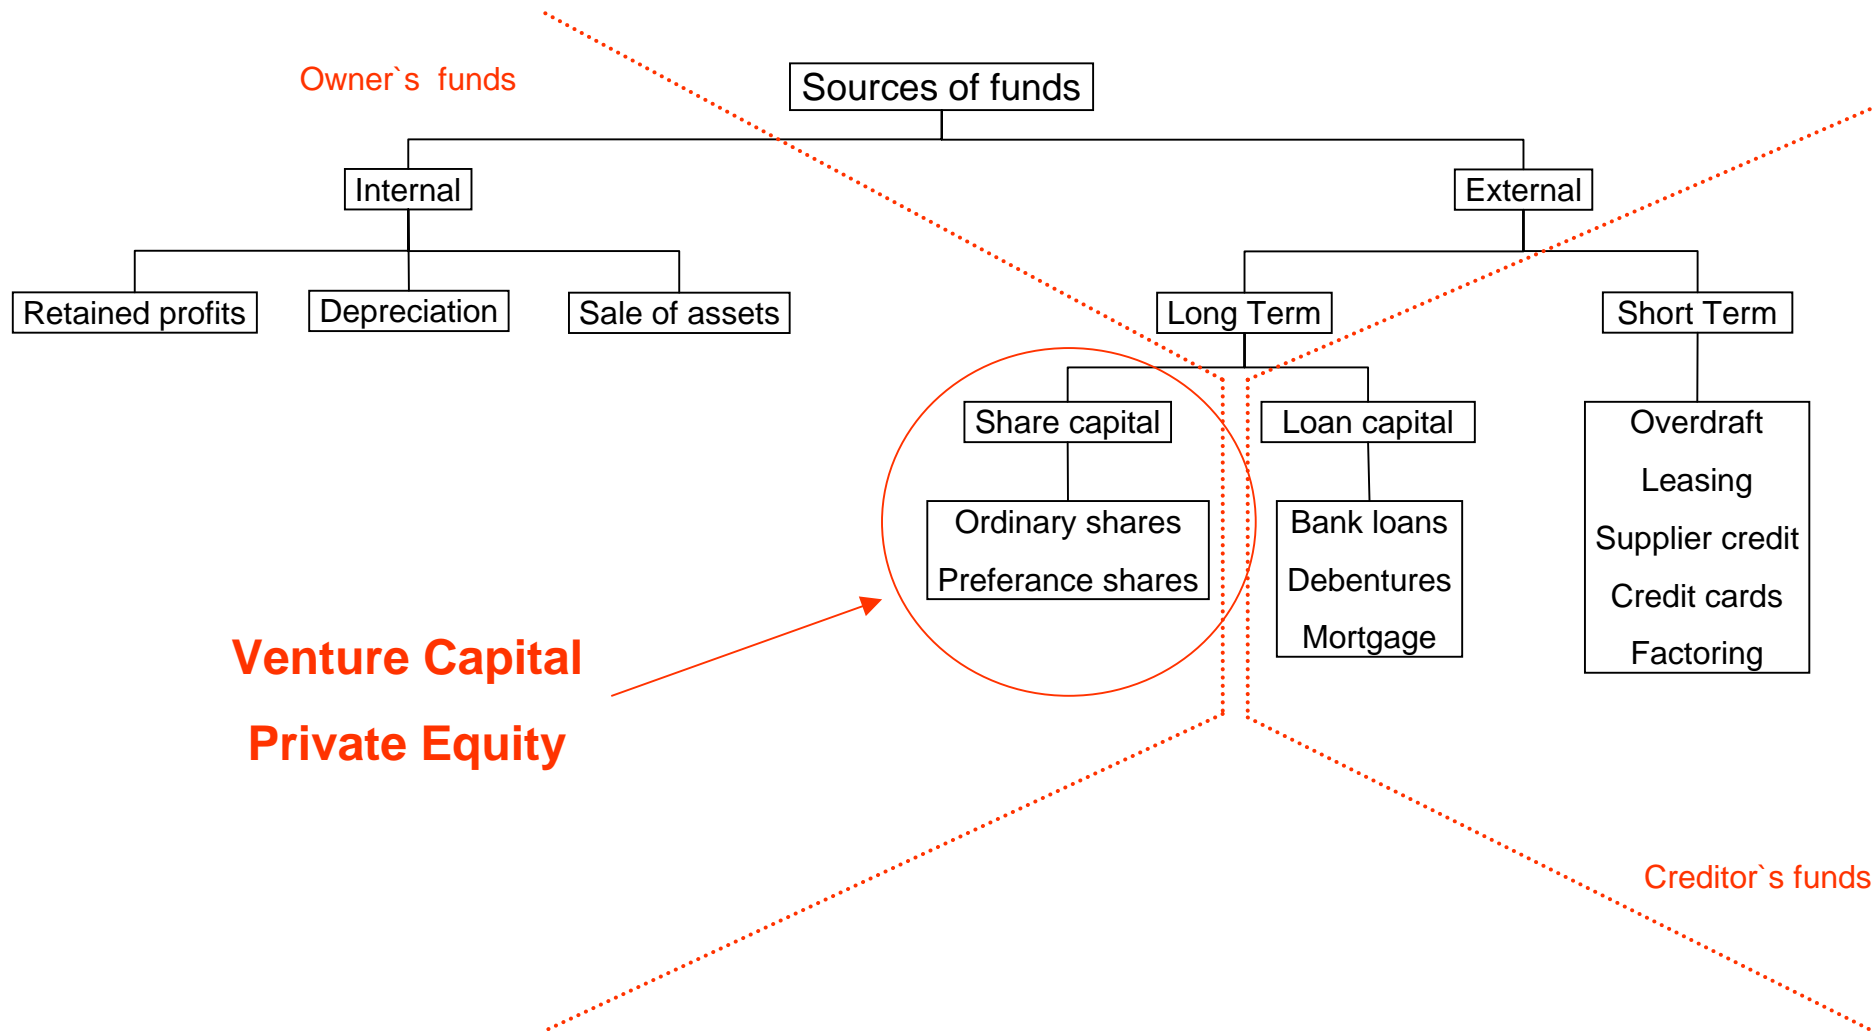 Owner`s funds
Sources of funds
Internal
External
Retained profits
Depreciation
Sale of assets
Long Term
Short Term
Share capital
Loan capital
Ordinary shares
Preferance shares
Bank loans
Debentures
Mortgage
Overdraft
Leasing
Supplier credit
Credit cards
Factoring
Venture Capital
Private Equity
Creditor`s funds